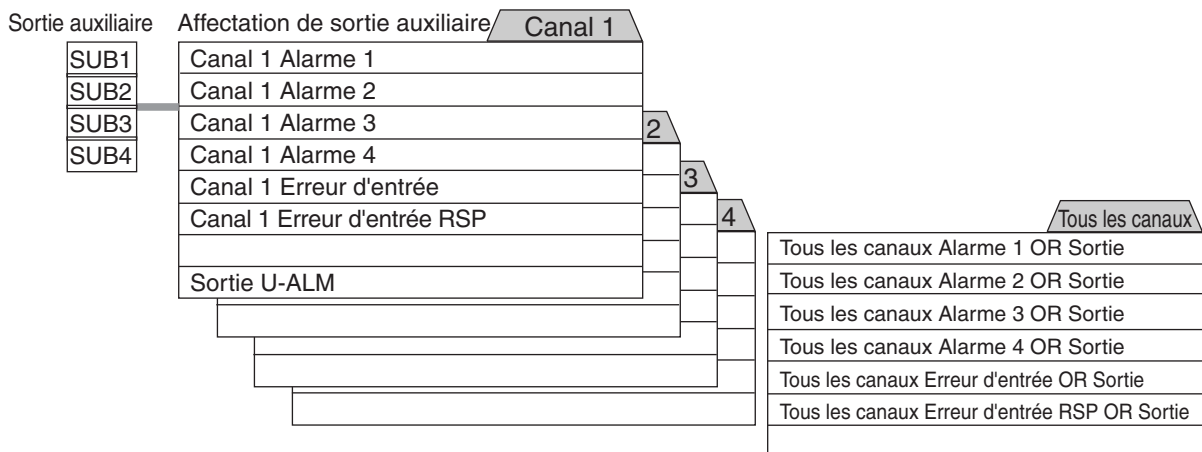 Sortie auxiliaire
Affectation de sortie auxiliaire
Canal 1
SUB1
SUB2
SUB3
SUB4
Canal 1 Alarme 1
Canal 1 Alarme 2
Canal 1 Alarme 3
Canal 1 Alarme 4
Canal 1 Erreur d'entrée
Canal 1 Erreur d'entrée RSP
Sortie U-ALM
2
3
4
Tous les canaux
Tous les canaux Alarme 1 OR Sortie
Tous les canaux Alarme 2 OR Sortie
Tous les canaux Alarme 3 OR Sortie
Tous les canaux Alarme 4 OR Sortie
Tous les canaux Erreur d'entrée OR Sortie
Tous les canaux Erreur d'entrée RSP OR Sortie